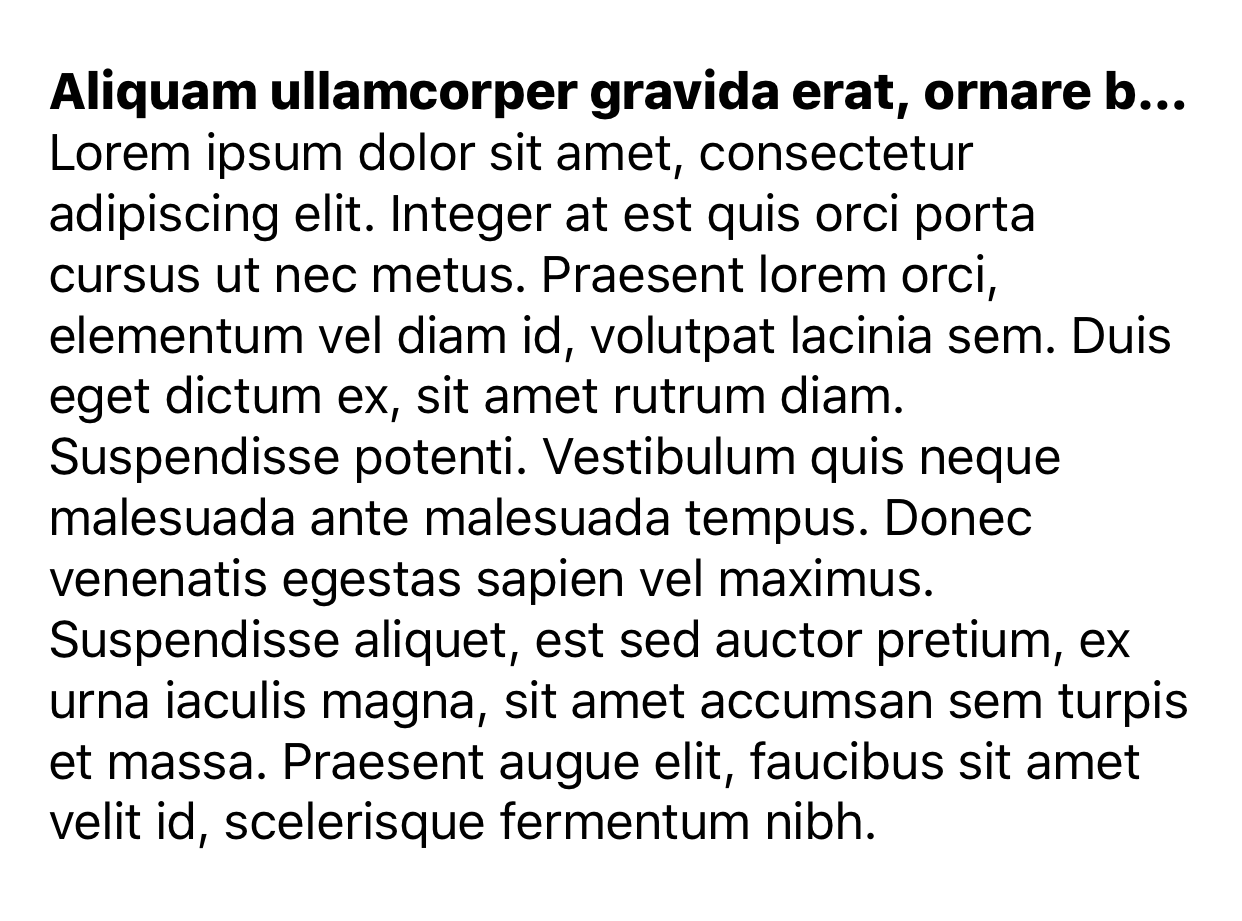 Aliquam ullamcorper gravida erat, ornare b...
Lorem ipsum dolor sit amet, consectetur
adipiscing elit. Integer at est quis orci porta
cursus ut nec metus. Praesent lorem orci,
elementum vel diam id, volutpat lacinia sem. Duis
eget dictum ex, sit amet rutrum diam.
Suspendisse potenti. Vestibulum quis neque
malesuada ante malesuada tempus. Donec
venenatis egestas sapien vel maximus.
Suspendisse aliquet, est sed auctor pretium, ex
urna iaculis magna, sit amet accumsan sem turpis
et massa. Praesent augue elit, faucibus sit amet
velit id, scelerisque fermentum nibh.